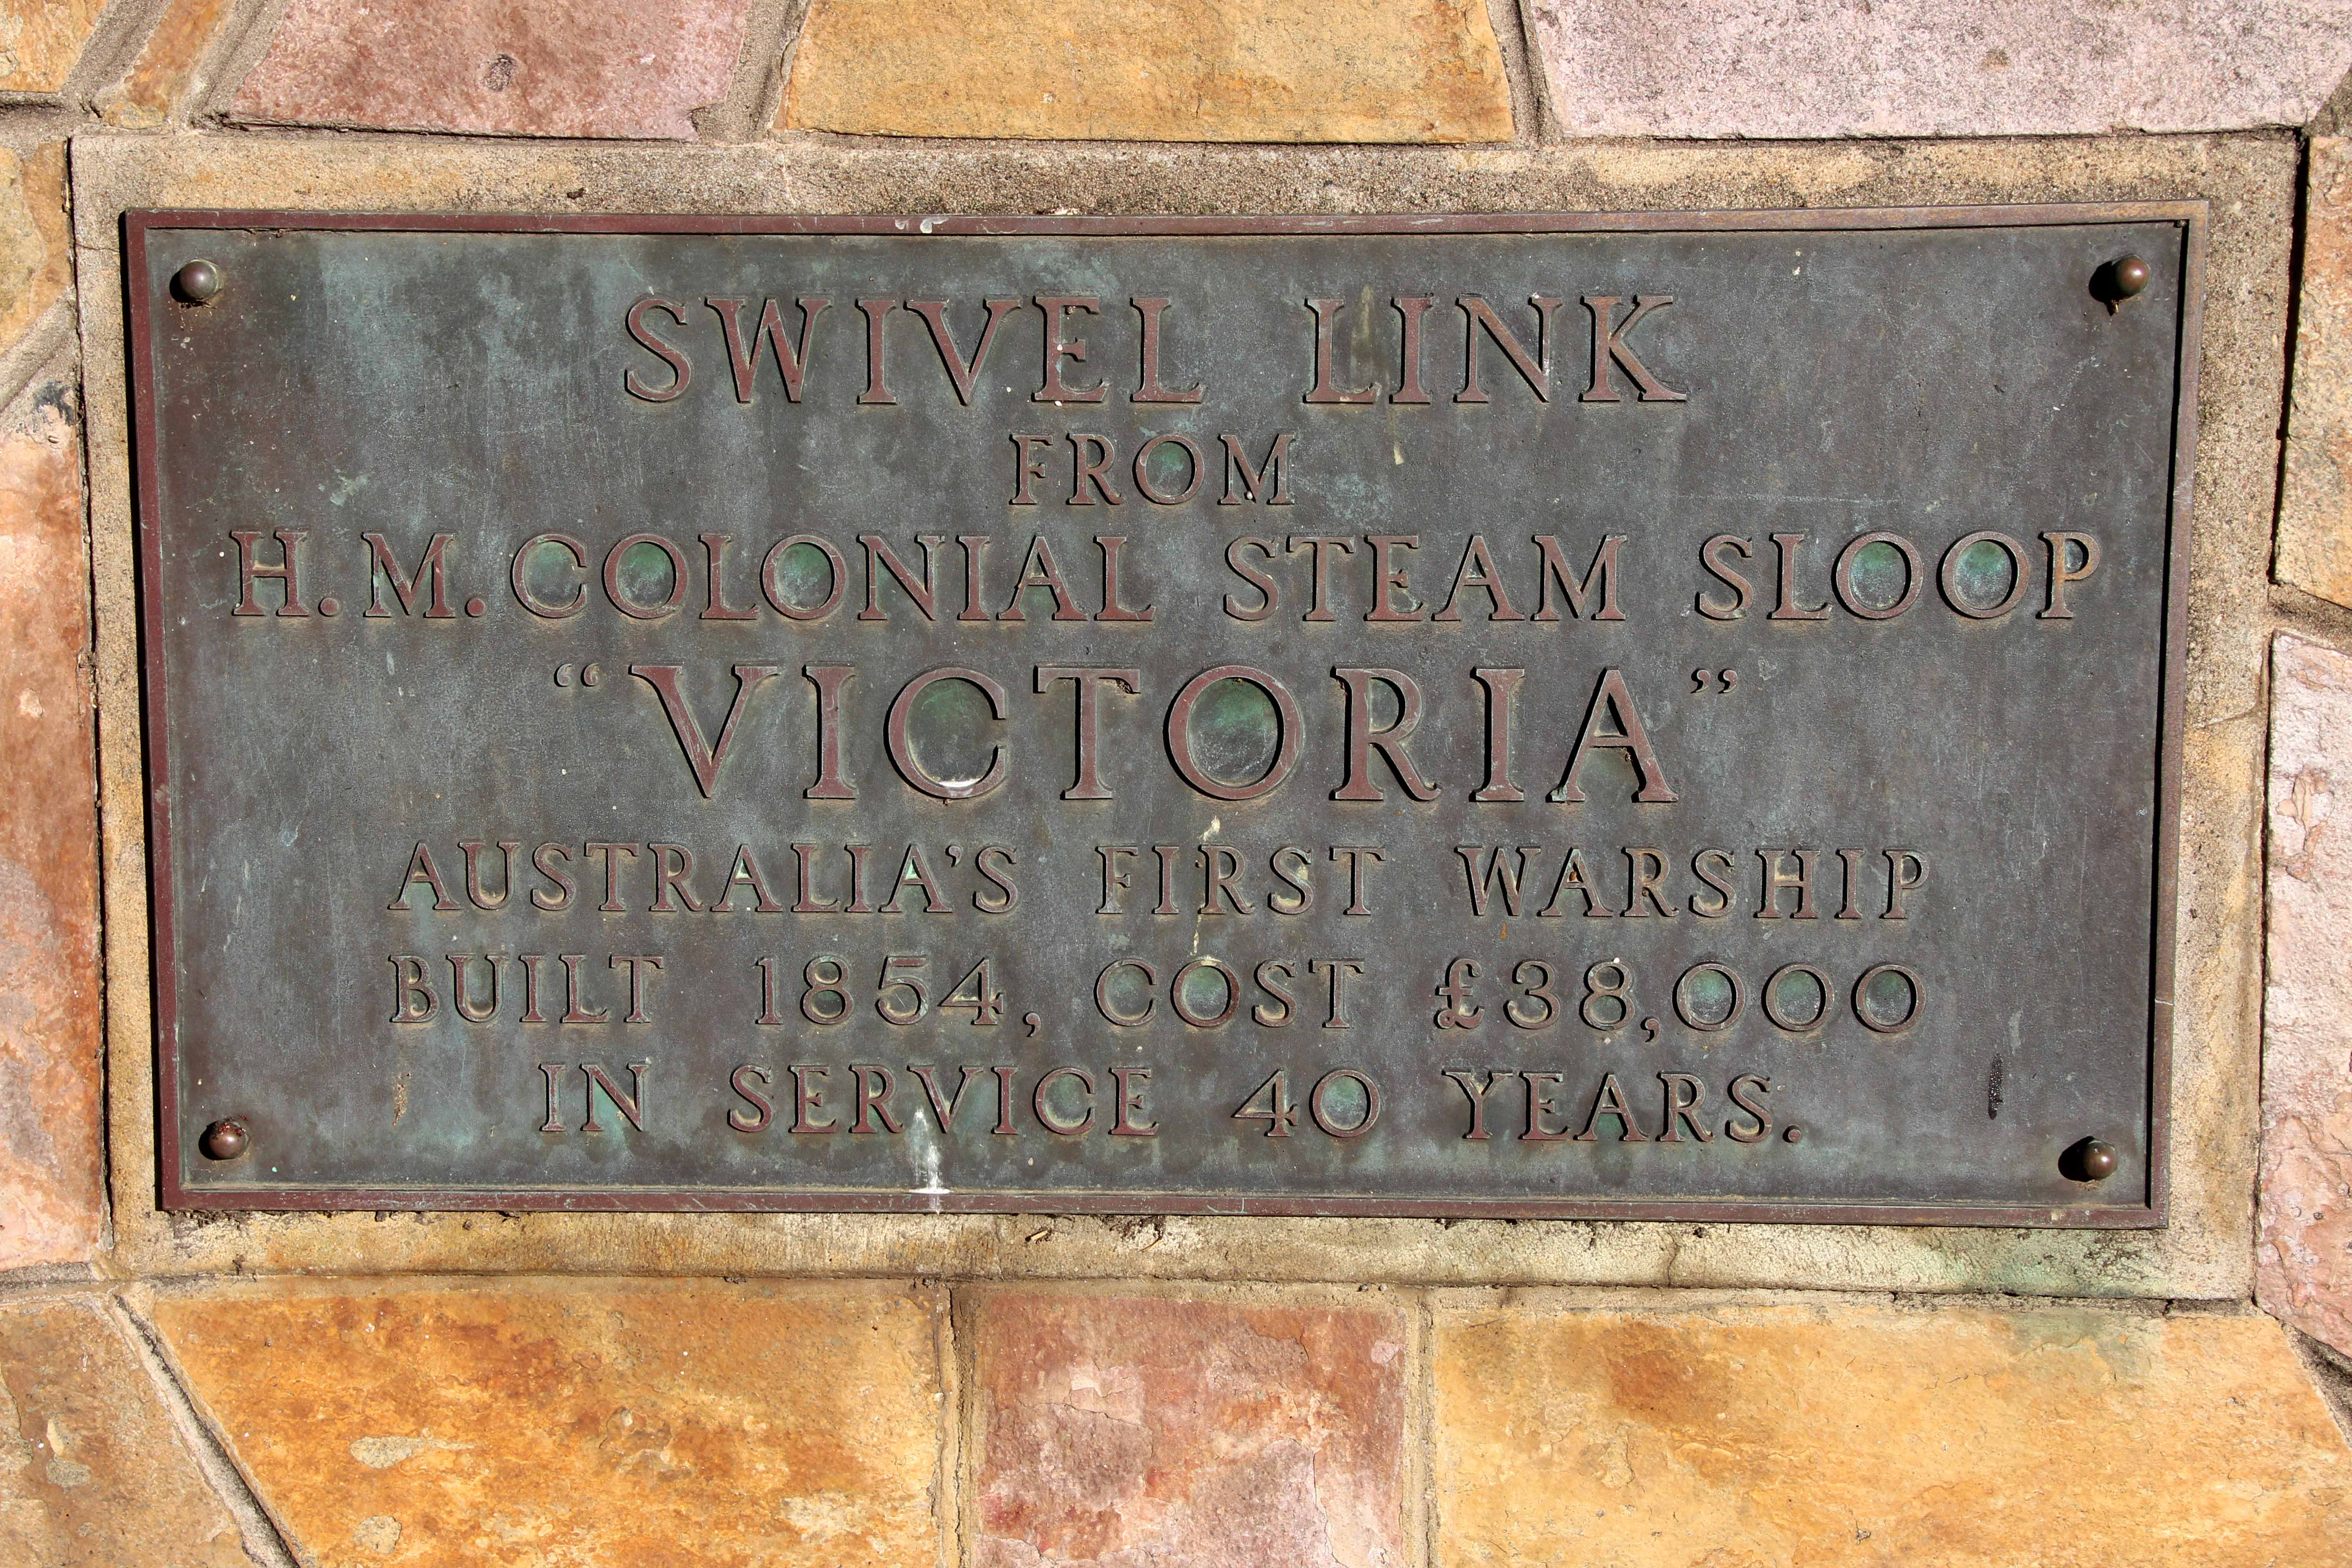 SWIVEL LINK
FROM
H.M. COLONIAL STEAM SLOOP
“VICTORIA”
AUSTRALIA'S FIRST WARSHIP
BUILT 1854, COST £38,000
IN SERVICE 40 YEARS.